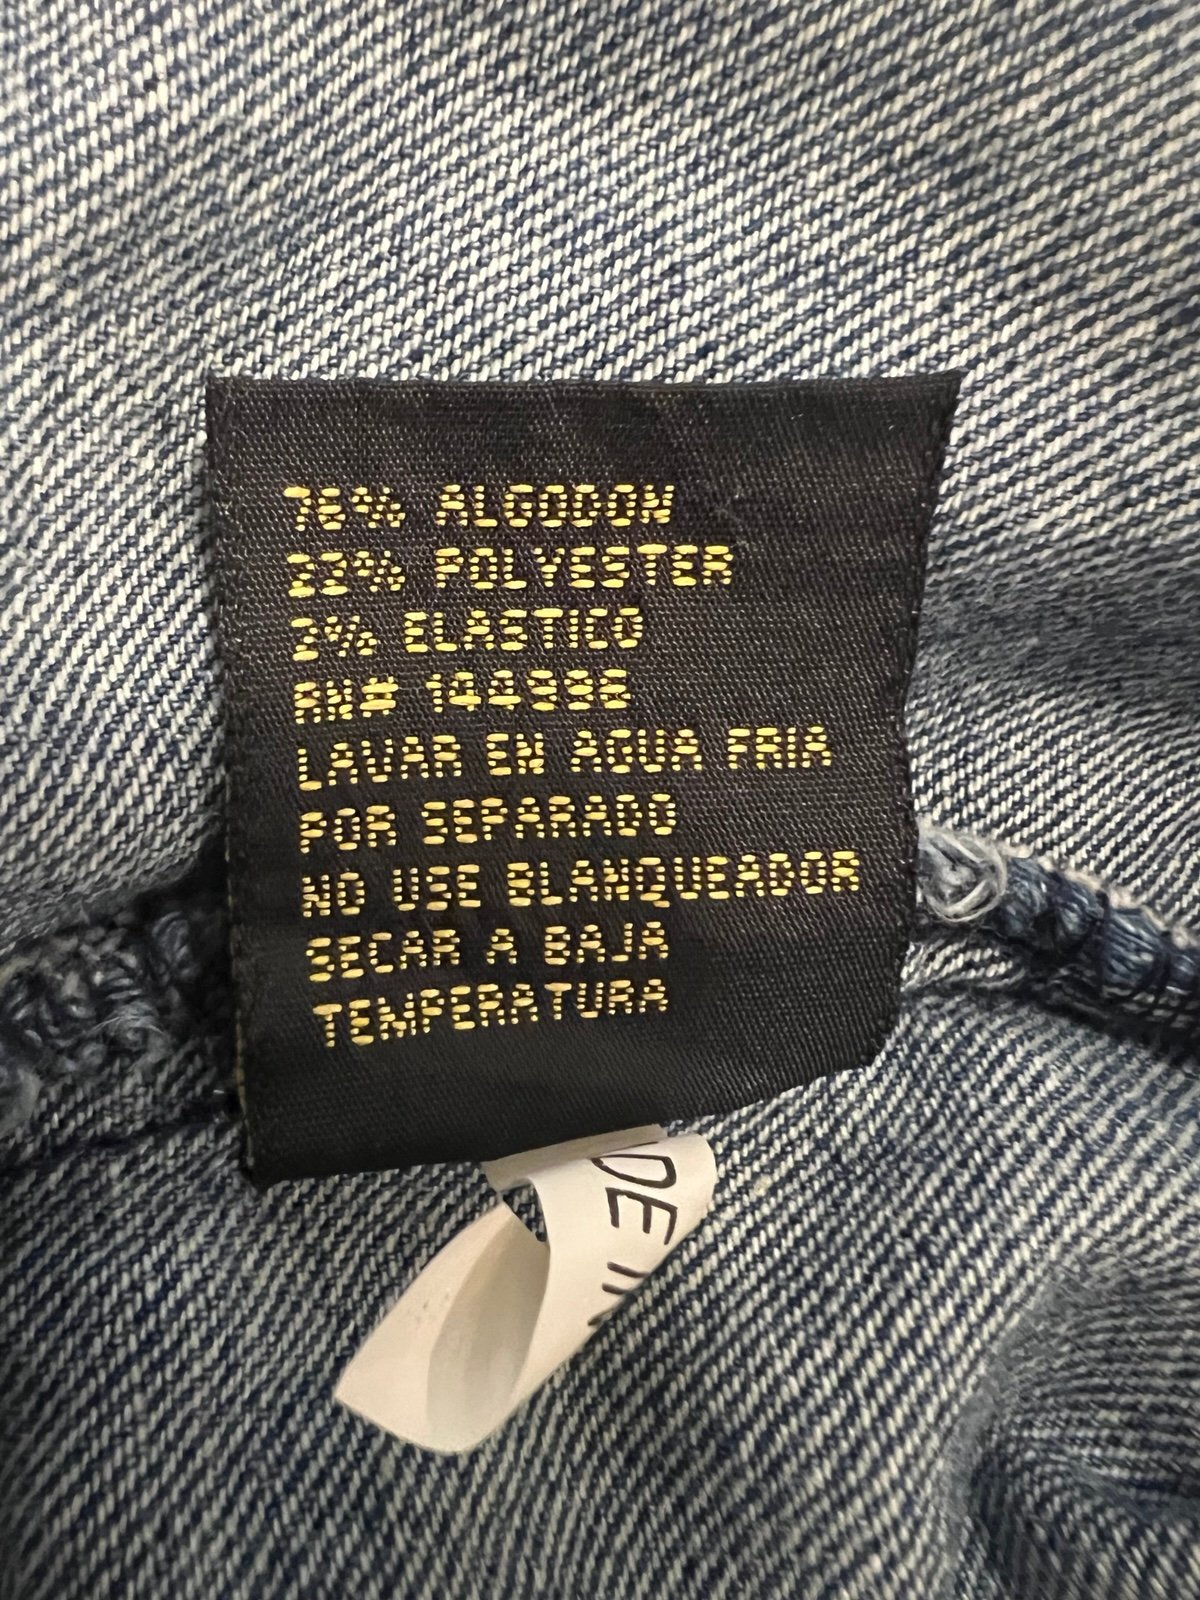 76% ALGODON
22% POLYESTER
2% ELASTICO
RN# 144996
LAVAR EN AGUA FRIA
POR SEPARADO
NO USE BLANQUEADOR
SECAR A BAJA
TEMPERATURA
DE